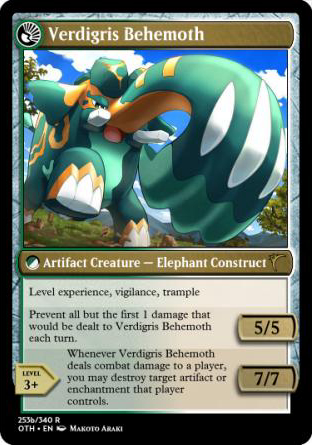 Verdigris Behemoth
Artifact Creature — Elephant Construct
Level experience, vigilance, trample
Prevent all but the first 1 damage that
would be dealt to Verdigris Behemoth
each turn.
5/5
LEVEL
3+
Whenever Verdigris Behemoth
deals combat damage to a player,
you may destroy target artifact or
enchantment that player
controls.
7/7
253b/340 R
OTH • EN Makoto Araki